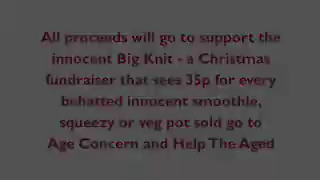 All proceeds will go to support the
innocent Big Knit - a Christmas
fundraiser that sees 35p for every
behatted innocent smoothie,
squeezy or veg pot sold go to
Age Concern and Help The Aged